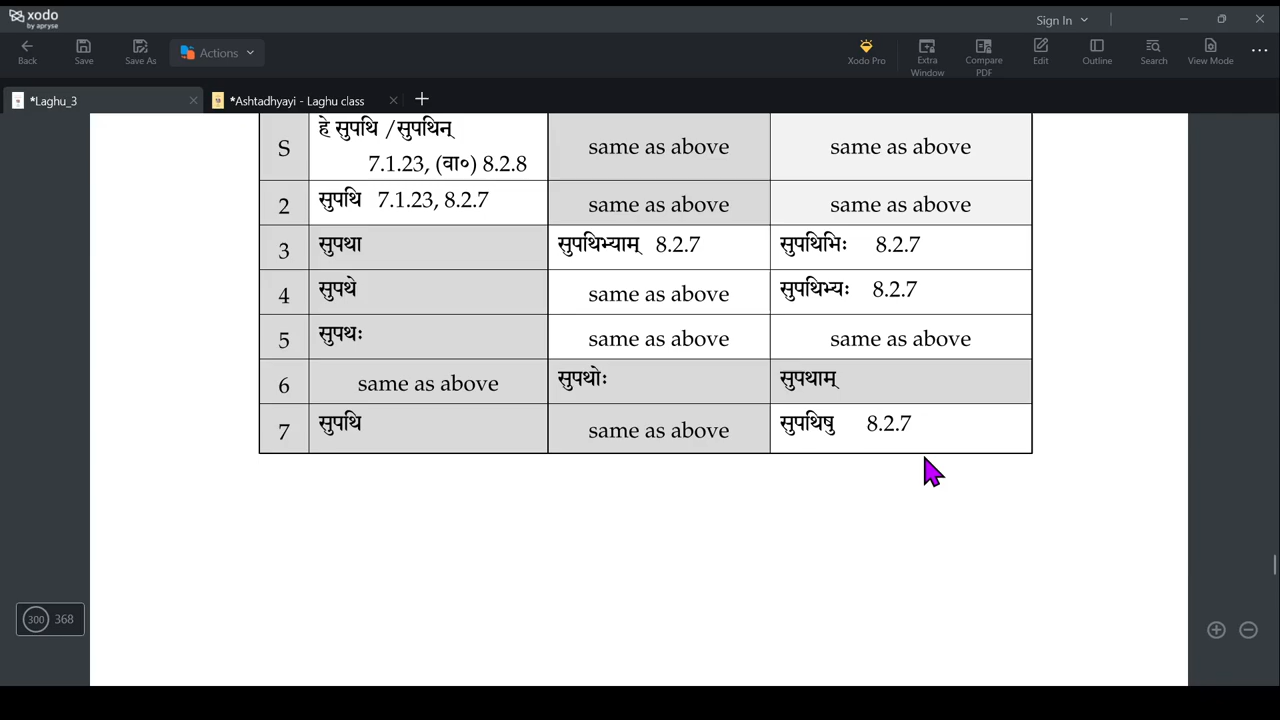 xodo
by apryse
Sign In
Back
Save
Save As
Actions
Xodo Pro
Extra Window
Compare PDF
Edit
Outline
Search
View Mode
*Laghu_3
*Ashtadhyayi - Laghu class
S
हे सुपथि /सुपथिन्
7.1.23, (वा०) 8.2.8
same as above
same as above
2
सुपथि 7.1.23, 8.2.7
same as above
same as above
3
सुपथा
सुपथिभ्याम् 8.2.7
सुपथिभिः 8.2.7
4
सुपथे
same as above
सुपथिभ्यः 8.2.7
5
सुपथः
same as above
same as above
6
same as above
सुपथोः
सुपथाम्
7
सुपथि
same as above
सुपथिषु 8.2.7
300 368